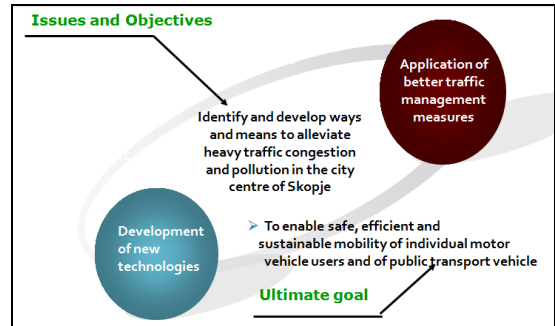 Issues and Objectives
Application of
better traffic
management
measures
Identify and develop ways
and means to alleviate
heavy traffic congestion
and pollution in the city
centre of Skopje
Development
of new
technologies
To enable safe, efficient and
sustainable mobility of individual motor
vehicle users and of public transport vehicle
Ultimate goal